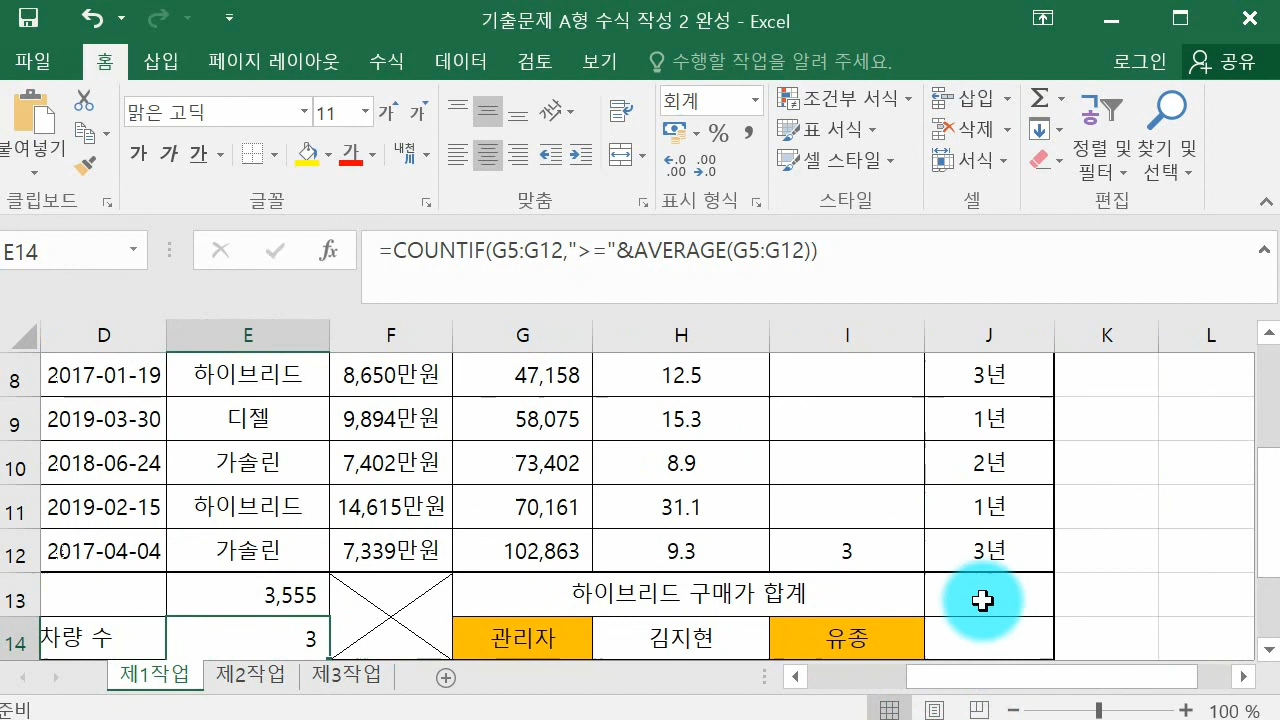 기출문제 A형 수식 작성 2 완성 - Excel
파일 홈 삽입 페이지 레이아웃 수식 데이터 검토 보기 수행할 작업을 알려 주세요. 로그인 공유
맑은 고딕 11 가 가 회계 조건부 서식 삽입
붙여넣기 가 가 가 가 내천 % 표 서식 삭제 정렬 및 찾기 및
셀 스타일 서식 필터 선택
클립보드 글꼴 맞춤 표시 형식 스타일 셀 편집
E14 fx =COUNTIF(G5:G12,">="&AVERAGE(G5:G12))
D E F G H I J K L
8 2017-01-19 하이브리드 8,650만원 47,158 12.5 3년
9 2019-03-30 디젤 9,894만원 58,075 15.3 1년
10 2018-06-24 가솔린 7,402만원 73,402 8.9 2년
11 2019-02-15 하이브리드 14,615만원 70,161 31.1 1년
12 2017-04-04 가솔린 7,339만원 102,863 9.3 3 3년
13 3,555 하이브리드 구매가 합계
14 차량 수 3 관리자 김지현 유종
제1작업 제2작업 제3작업
준비 100 %